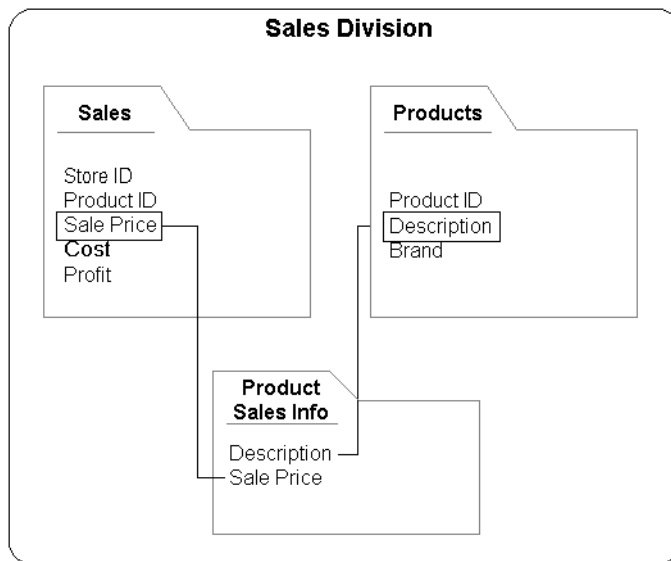 Sales Division
Sales
Store ID
Product ID
Sale Price
Cost
Profit
Products
Product ID
Description
Brand
Product
Sales Info
Description
Sale Price